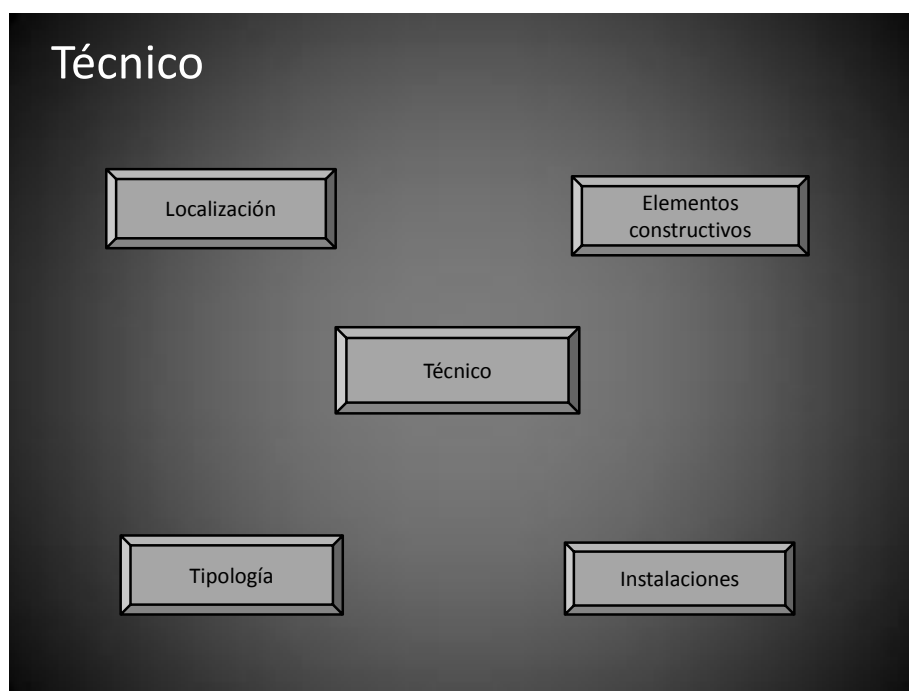 Técnico
Localización
Elementos
constructivos
Técnico
Tipología
Instalaciones